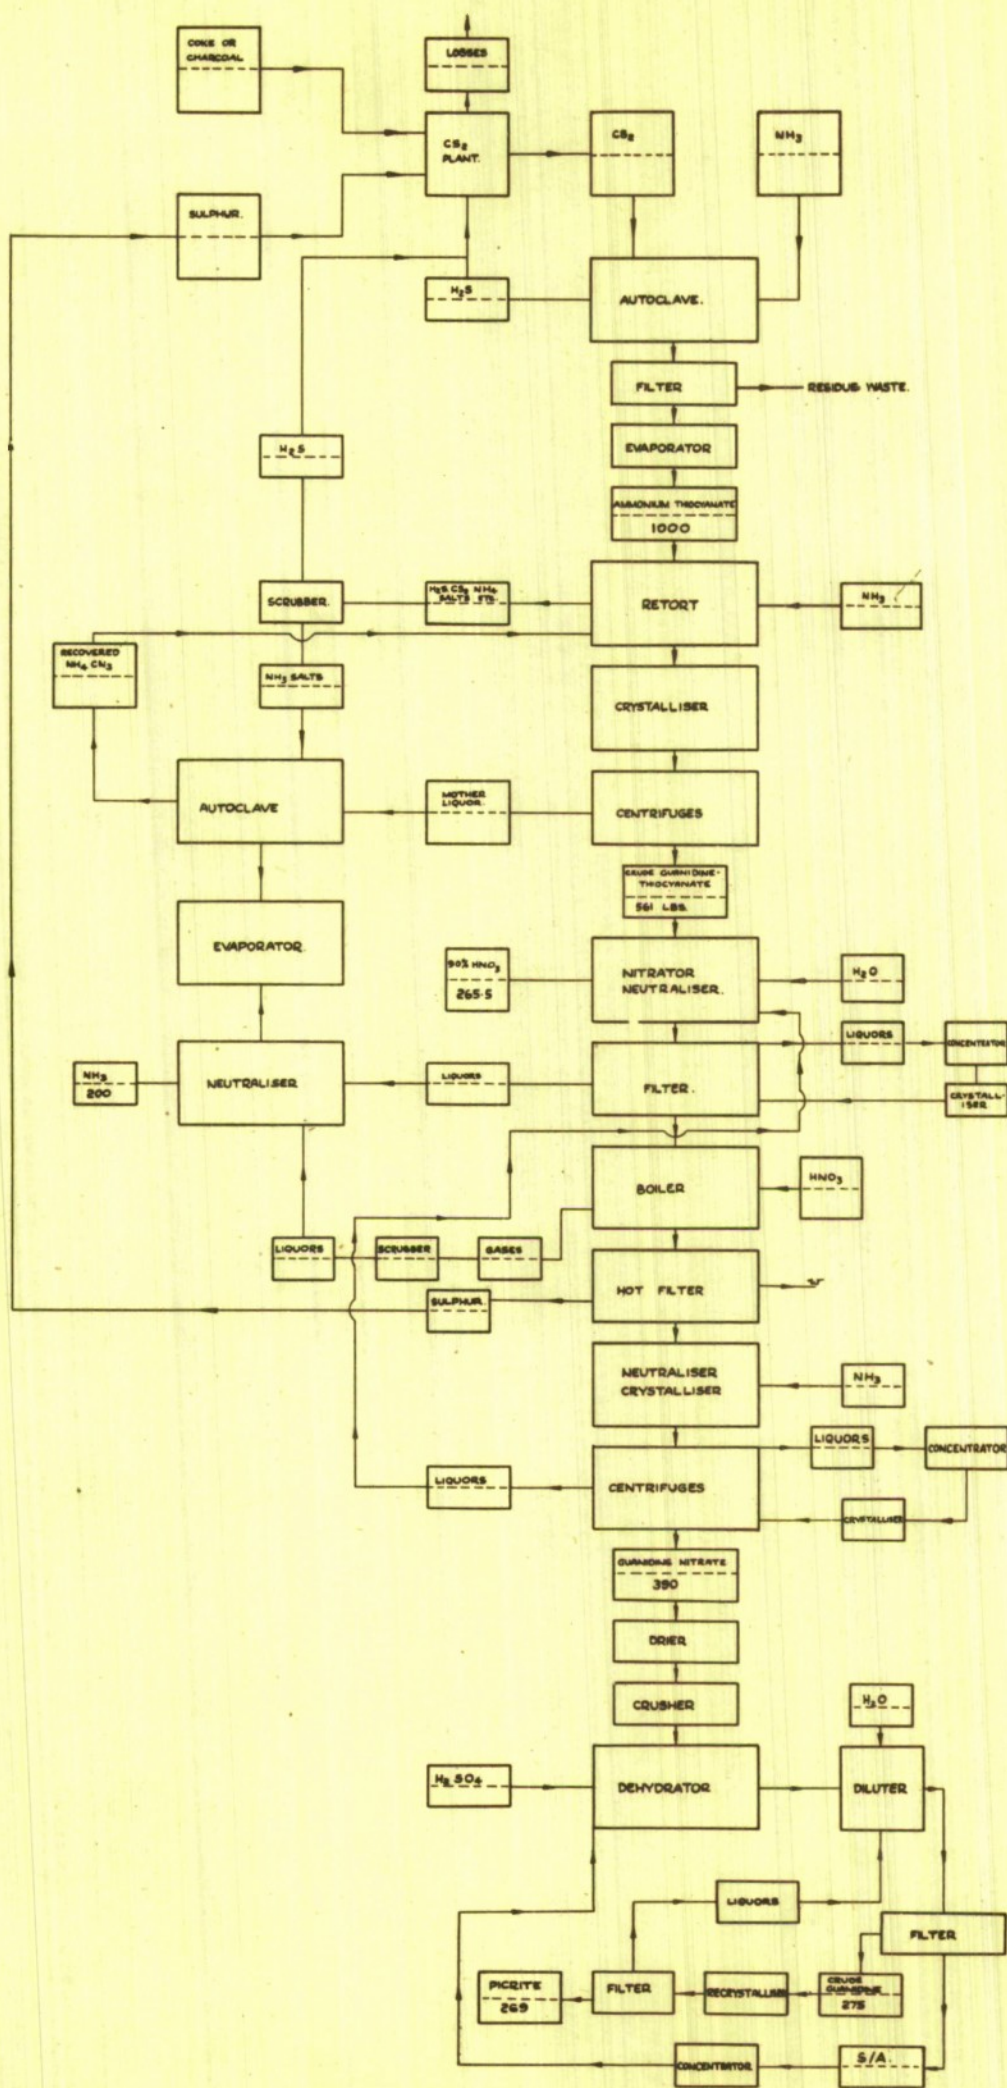 COKE OR
CHARCOAL
LOSSES
CS2
PLANT.
CS2
NH3
SULPHUR.
H2S
AUTOCLAVE.
FILTER
RESIDUE WASTE.
H2S
EVAPORATOR
AMMONIUM THIOCYANATE
1000
SCRUBBER.
H2S. CS2 NH4
SALTS ETC.
RETORT
NH3
RECOVERED
NH4 CN3
NH3 SALTS
CRYSTALLISER
AUTOCLAVE
MOTHER
LIQUOR.
CENTRIFUGES
CRUDE GUANIDINE-
THIOCYANATE
561 LBS.
EVAPORATOR.
90% HNO3
265.5
NITRATOR
NEUTRALISER.
H2O
LIQUORS
CONCENTRATOR
NH3
200
NEUTRALISER
LIQUORS
FILTER.
CRYSTALL-
ISER
BOILER
HNO3
LIQUORS
SCRUBBER
GASES
SULPHUR.
HOT FILTER
NEUTRALISER
CRYSTALLISER
NH3
LIQUORS
CONCENTRATOR
LIQUORS
CENTRIFUGES
CRYSTALLISER
GUANIDINE NITRATE
390
DRIER
CRUSHER
H2O
H2 SO4
DEHYDRATOR
DILUTER
LIQUORS
FILTER
PICRITE
269
FILTER
RECRYSTALLISER
CRUDE
GUANIDINE
275
CONCENTRATOR
S/A.